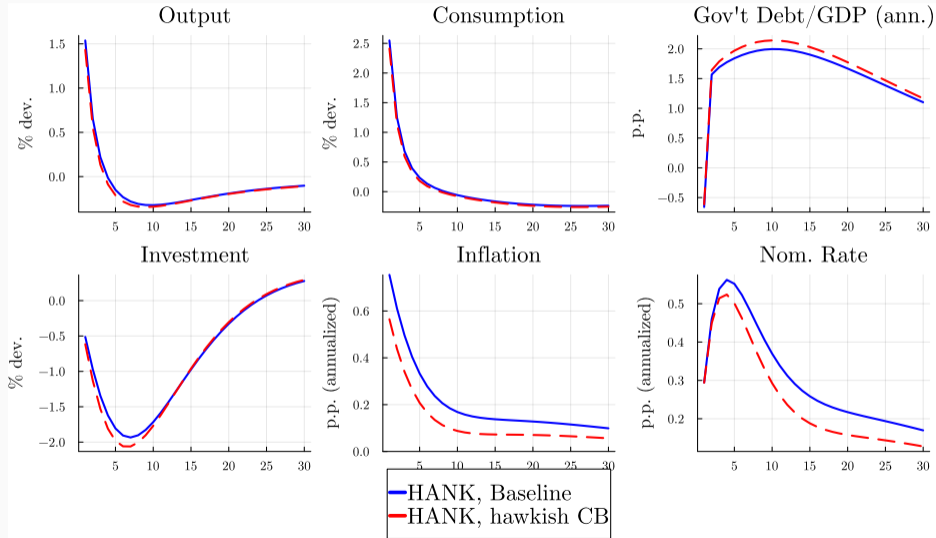 Output
Consumption
Gov't Debt/GDP (ann.)
% dev.
1.5
1.0
0.5
0.0
5 10 15 20 25 30
% dev.
2.5
2.0
1.5
1.0
0.5
0.0
5 10 15 20 25 30
p.p.
2.0
1.5
1.0
0.5
0.0
−0.5
5 10 15 20 25 30
Investment
Inflation
Nom. Rate
% dev.
0.0
−0.5
−1.0
−1.5
−2.0
5 10 15 20 25 30
p.p. (annualized)
0.6
0.4
0.2
0.0
5 10 15 20 25 30
p.p. (annualized)
0.5
0.4
0.3
0.2
5 10 15 20 25 30
HANK, Baseline
HANK, hawkish CB